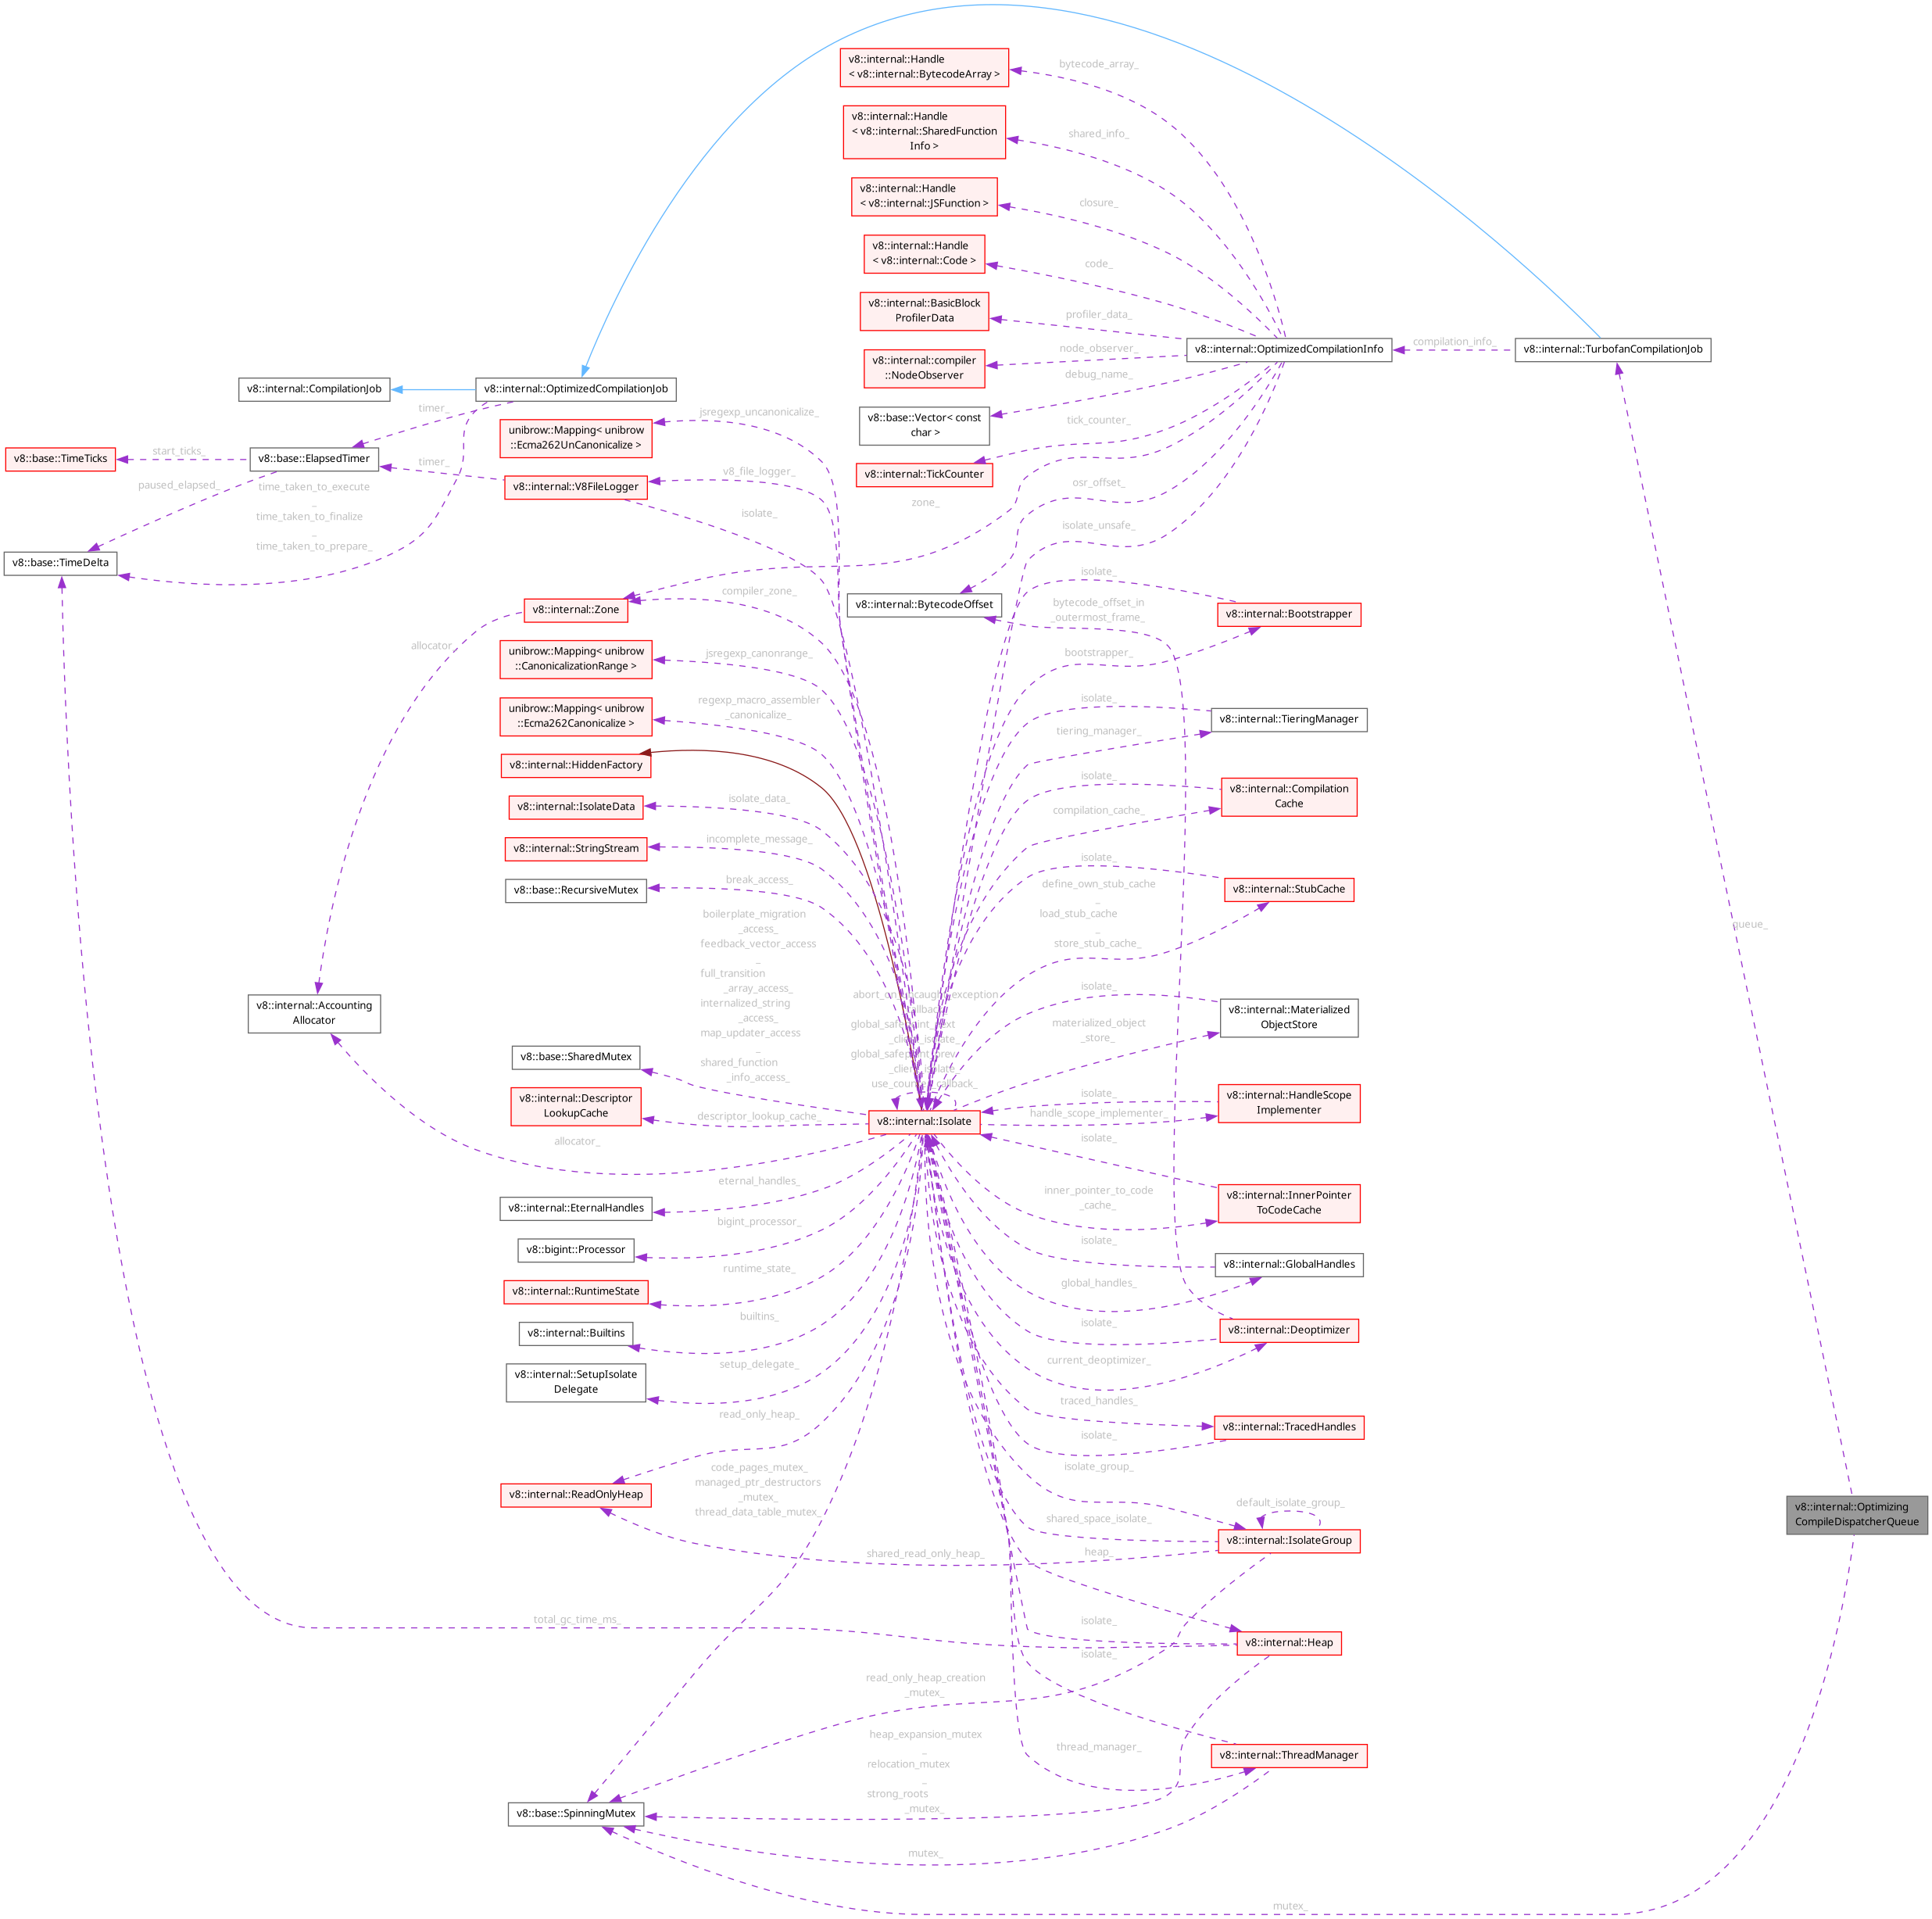 v8::internal::Handle
< v8::internal::BytecodeArray >
bytecode_array_
v8::internal::Handle
< v8::internal::SharedFunction
Info >
shared_info_
v8::internal::Handle
< v8::internal::JSFunction >
closure_
v8::internal::Handle
< v8::internal::Code >
code_
v8::internal::BasicBlock
ProfilerData
profiler_data_
v8::internal::compiler
::NodeObserver
node_observer_
v8::internal::OptimizedCompilationInfo
compilation_info_
v8::internal::TurbofanCompilationJob
debug_name_
v8::internal::CompilationJob
v8::internal::OptimizedCompilationJob
v8::base::Vector< const
char >
timer_
jsregexp_uncanonicalize_
tick_counter_
unibrow::Mapping< unibrow
::Ecma262UnCanonicalize >
queue_
v8::base::TimeTicks
start_ticks_
v8::base::ElapsedTimer
timer_
v8_file_logger_
v8::internal::TickCounter
v8::internal::V8FileLogger
paused_elapsed_
time_taken_to_execute
_
time_taken_to_finalize
_
time_taken_to_prepare_
osr_offset_
zone_
isolate_
isolate_unsafe_
v8::base::TimeDelta
v8::internal::Zone
compiler_zone_
v8::internal::BytecodeOffset
isolate_
bytecode_offset_in
_outermost_frame_
v8::internal::Bootstrapper
allocator_
unibrow::Mapping< unibrow
::CanonicalizationRange >
jsregexp_canonrange_
bootstrapper_
unibrow::Mapping< unibrow
::Ecma262Canonicalize >
regexp_macro_assembler
_canonicalize_
isolate_
v8::internal::TieringManager
tiering_manager_
v8::internal::HiddenFactory
isolate_
v8::internal::Compilation
Cache
v8::internal::IsolateData
isolate_data_
compilation_cache_
v8::internal::StringStream
incomplete_message_
isolate_
v8::base::RecursiveMutex
break_access_
define_own_stub_cache
_
load_stub_cache
_
store_stub_cache_
v8::internal::StubCache
boilerplate_migration
_access_
feedback_vector_access
_
full_transition
_array_access_
internalized_string
_access_
map_updater_access
_
shared_function
_info_access_
v8::internal::Accounting
Allocator
abort_on_uncaught_exception
_callback_
global_safepoint_next
_client_isolate_
global_safepoint_prev
_client_isolate_
use_counter_callback_
isolate_
v8::internal::Materialized
ObjectStore
materialized_object
_store_
v8::base::SharedMutex
v8::internal::Descriptor
LookupCache
descriptor_lookup_cache_
v8::internal::Isolate
isolate_
handle_scope_implementer_
v8::internal::HandleScope
Implementer
allocator_
isolate_
v8::internal::EternalHandles
eternal_handles_
inner_pointer_to_code
_cache_
v8::internal::InnerPointer
ToCodeCache
v8::bigint::Processor
bigint_processor_
isolate_
v8::internal::GlobalHandles
v8::internal::RuntimeState
runtime_state_
global_handles_
v8::internal::Builtins
builtins_
isolate_
v8::internal::Deoptimizer
v8::internal::SetupIsolate
Delegate
setup_delegate_
current_deoptimizer_
read_only_heap_
traced_handles_
v8::internal::TracedHandles
isolate_
v8::internal::ReadOnlyHeap
code_pages_mutex_
managed_ptr_destructors
_mutex_
thread_data_table_mutex_
isolate_group_
default_isolate_group_
shared_space_isolate_
v8::internal::IsolateGroup
v8::internal::Optimizing
CompileDispatcherQueue
shared_read_only_heap_
heap_
total_gc_time_ms_
isolate_
v8::internal::Heap
isolate_
read_only_heap_creation
_mutex_
heap_expansion_mutex
_
relocation_mutex
_
strong_roots
_mutex_
thread_manager_
v8::internal::ThreadManager
v8::base::SpinningMutex
mutex_
mutex_